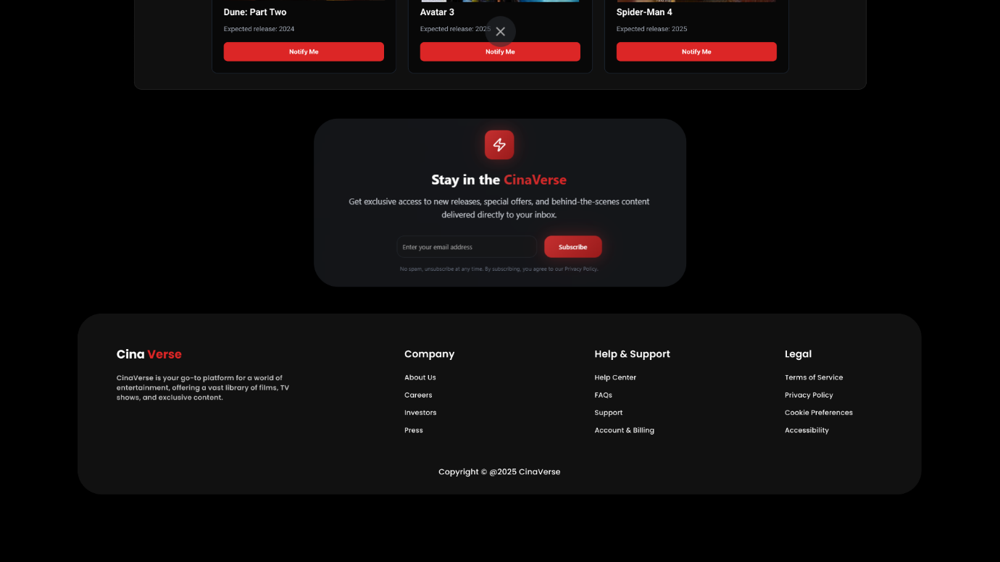 Dune: Part Two
Expected release: 2024
Notify Me
Avatar 3
Expected release: 2025
Notify Me
Spider-Man 4
Expected release: 2025
Notify Me
Stay in the CinaVerse
Get exclusive access to new releases, special offers, and behind-the-scenes content
delivered directly to your inbox.
Enter your email address
Subscribe
No spam, unsubscribe at any time. By subscribing, you agree to our Privacy Policy.
Cina Verse
CinaVerse is your go-to platform for a world of
entertainment, offering a vast library of films, TV
shows, and exclusive content.
Company
About Us
Careers
Investors
Press
Help & Support
Help Center
FAQs
Support
Account & Billing
Legal
Terms of Service
Privacy Policy
Cookie Preferences
Accessibility
Copyright © @2025 CinaVerse